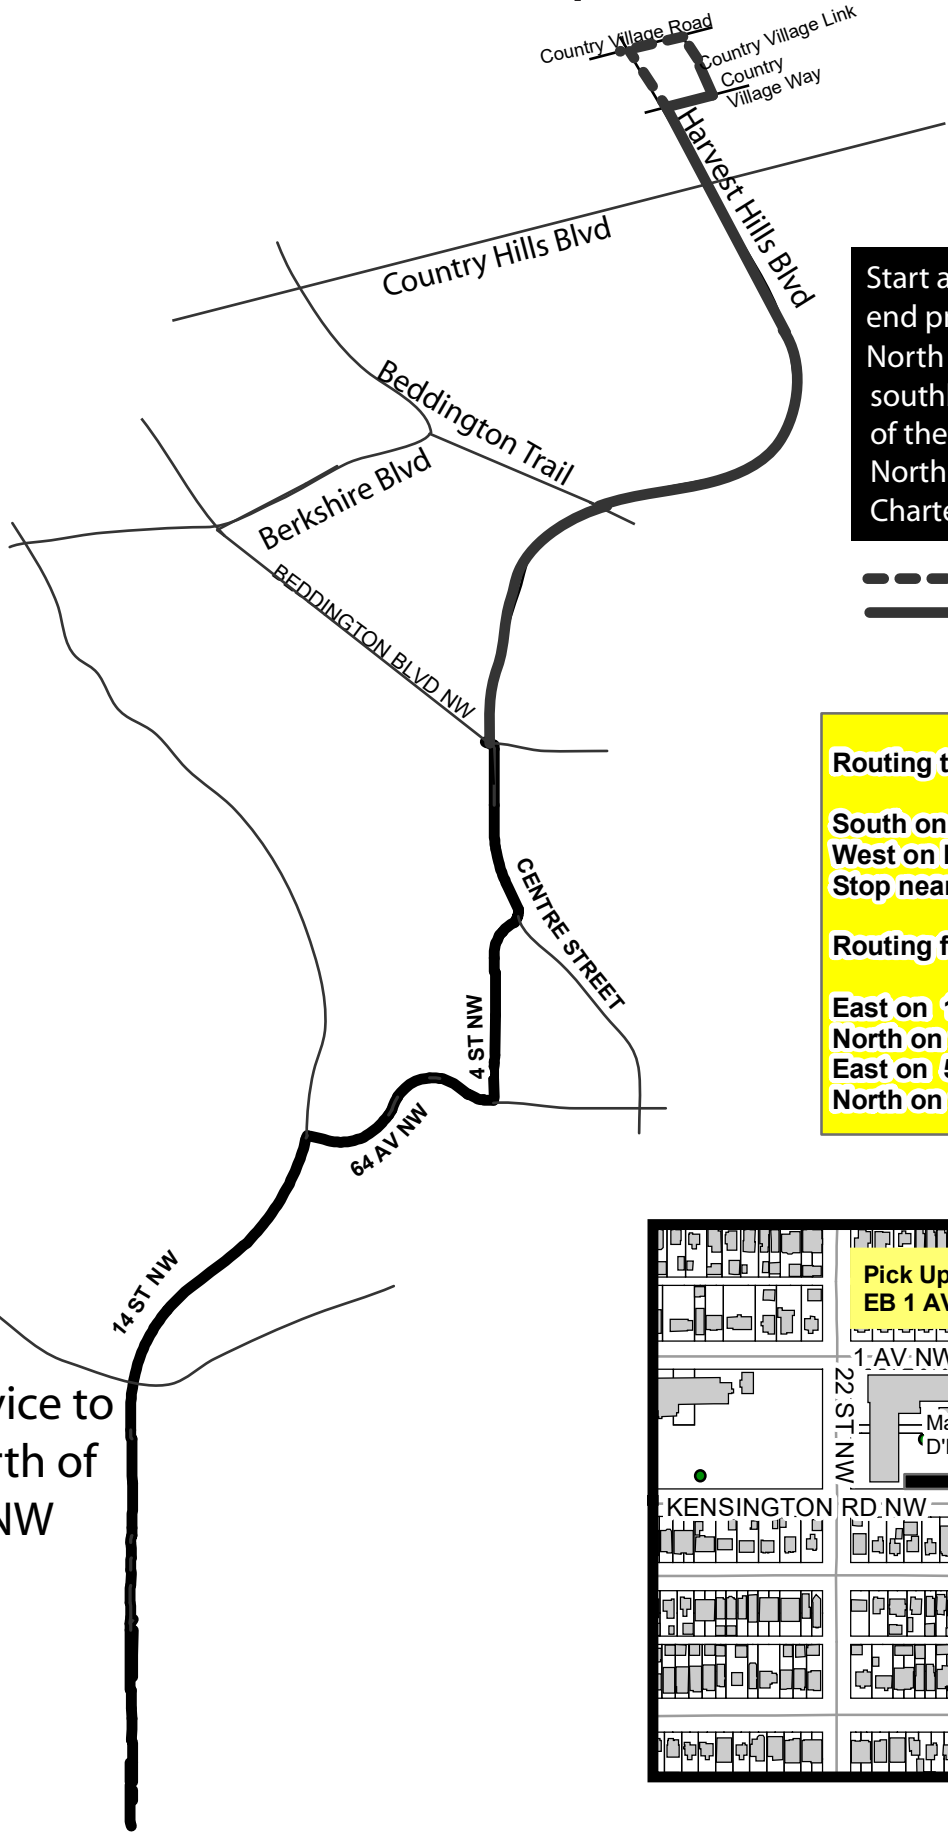 Country Village Road
Country Village Link
Country
Village Way
Harvest Hills Blvd
Country Hills Blvd
Start a
end pr
North
south
of the
North
Charte
Beddington Trail
Berkshire Blvd
BEDDINGTON BLVD NW
Routing t
South on
West on
Stop near
Routing f
East on 1
North on
East on 5
North on
CENTRE STREET
4 ST NW
64 AV NW
14 ST NW
vice to
rth of
NW
Pick Up
EB 1 AV
1 AV NW
22 ST NW
Ma
D'
KENSINGTON RD NW